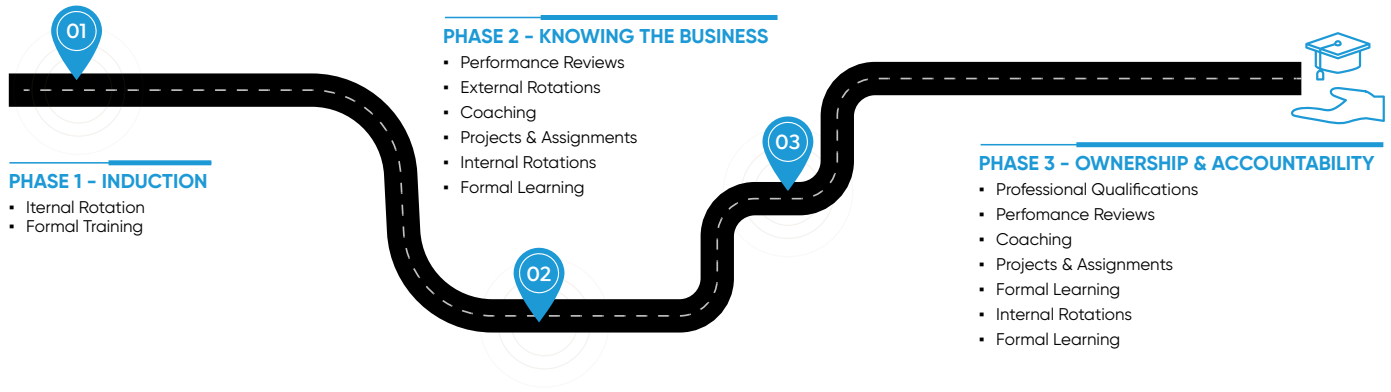 01
PHASE 1 - INDUCTION
▪ Iternal Rotation
▪ Formal Training
PHASE 2 - KNOWING THE BUSINESS
▪ Performance Reviews
▪ External Rotations
▪ Coaching
▪ Projects & Assignments
▪ Internal Rotations
▪ Formal Learning
02
03
PHASE 3 - OWNERSHIP & ACCOUNTABILITY
▪ Professional Qualifications
▪ Perfomance Reviews
▪ Coaching
▪ Projects & Assignments
▪ Formal Learning
▪ Internal Rotations
▪ Formal Learning